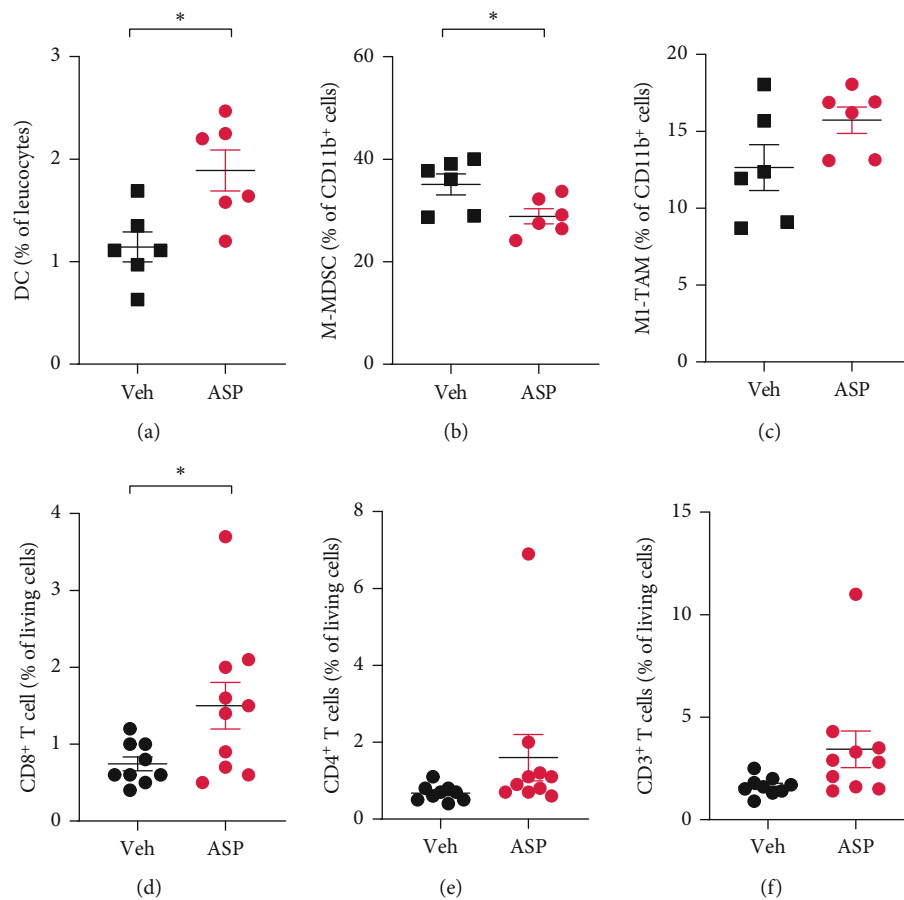 *
3
2
1
0
DC (% of leucocytes)
Veh ASP
(a)
*
60
40
20
0
M-MDSC (% of CD11b⁺ cells)
Veh ASP
(b)
20
15
10
5
0
M1-TAM (% of CD11b⁺ cells)
Veh ASP
(c)
*
4
3
2
1
0
CD8⁺ T cell (% of living cells)
Veh ASP
(d)
8
6
4
2
0
CD4⁺ T cells (% of living cells)
Veh ASP
(e)
15
10
5
0
CD3⁺ T cells (% of living cells)
Veh ASP
(f)